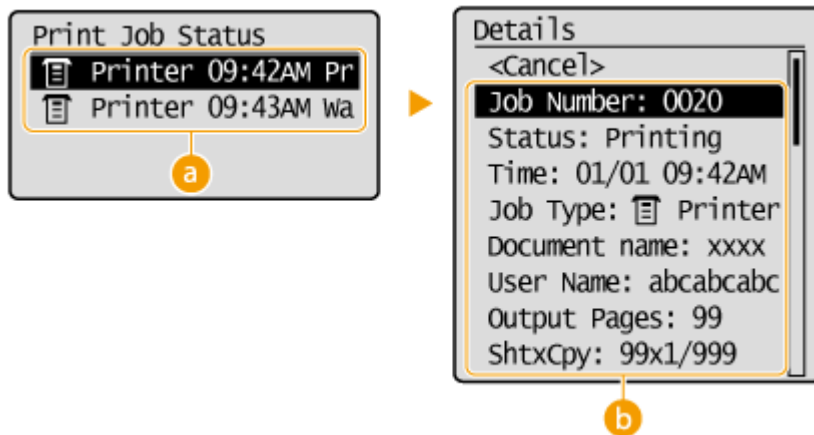 Print Job Status
Printer 09:42AM Pr
Printer 09:43AM Wa
a
Details
<Cancel>
Job Number: 0020
Status: Printing
Time: 01/01 09:42AM
Job Type: Printer
Document name: xxxx
User Name: abcabcabc
Output Pages: 99
ShtxCpy: 99x1/999
b